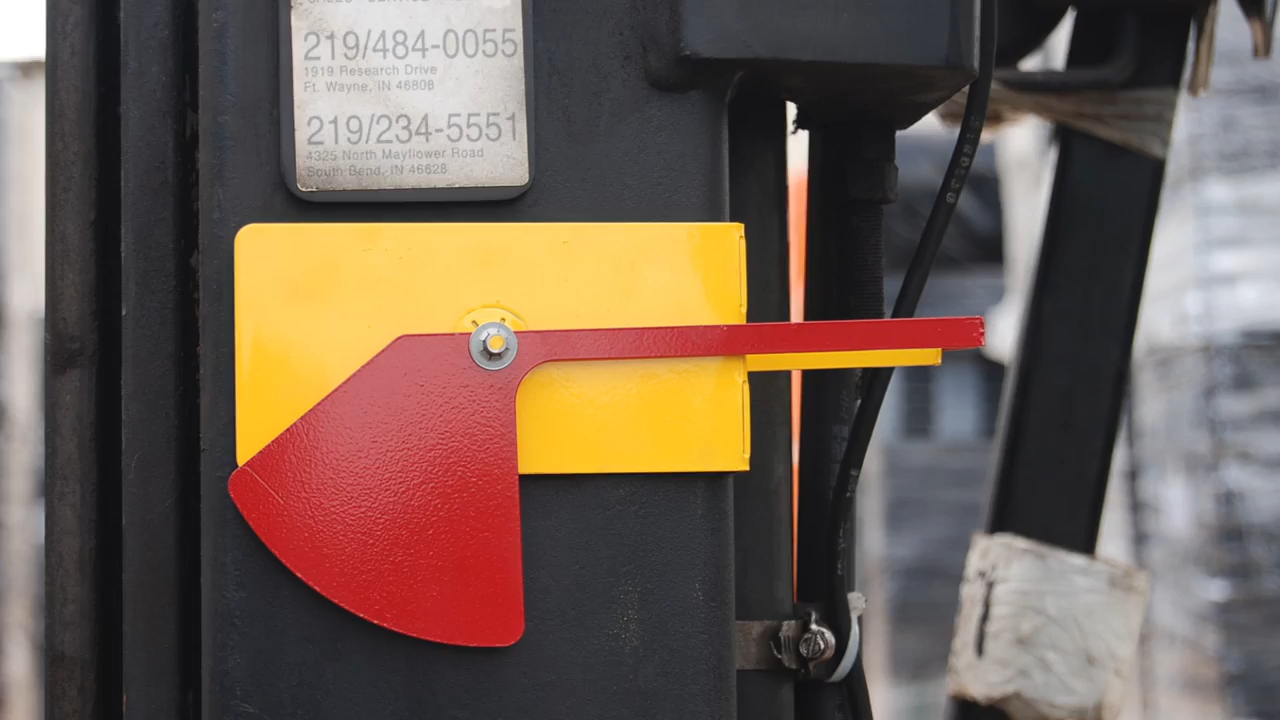 219/484-0055
1919 Research Drive
Ft. Wayne, IN 46808
219/234-5551
4325 North Mayflower Road
South Bend, IN 46628